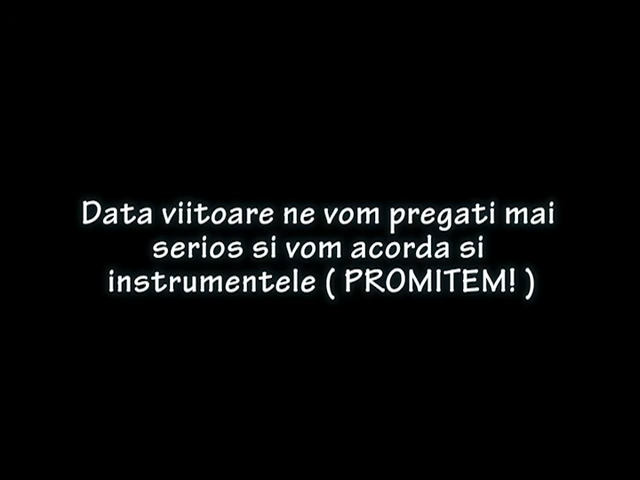 Data viitoare ne vom pregati mai
serios si vom acorda si
instrumentele ( PROMITEM! )